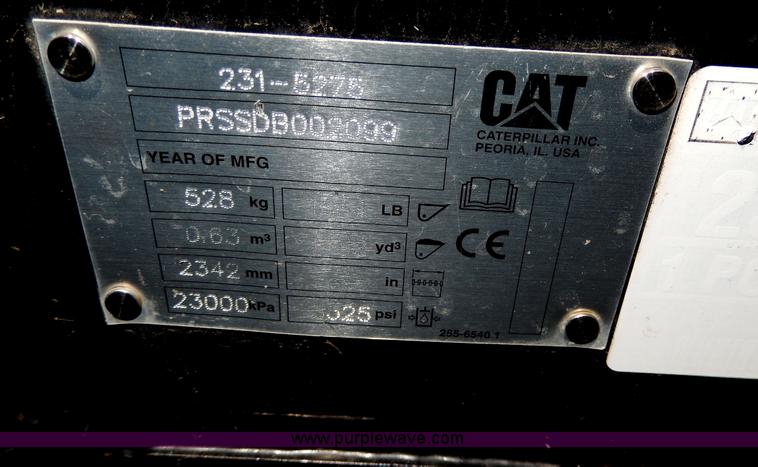 231-5275
PRSSDB002099
CAT
CATERPILLAR INC.
PEORIA, IL. USA
YEAR OF MFG
528 kg
LB
0.63 m³
yd³
CE
2342 mm
in
23000 kPa
psi
255-6540 1
www.purplewave.com